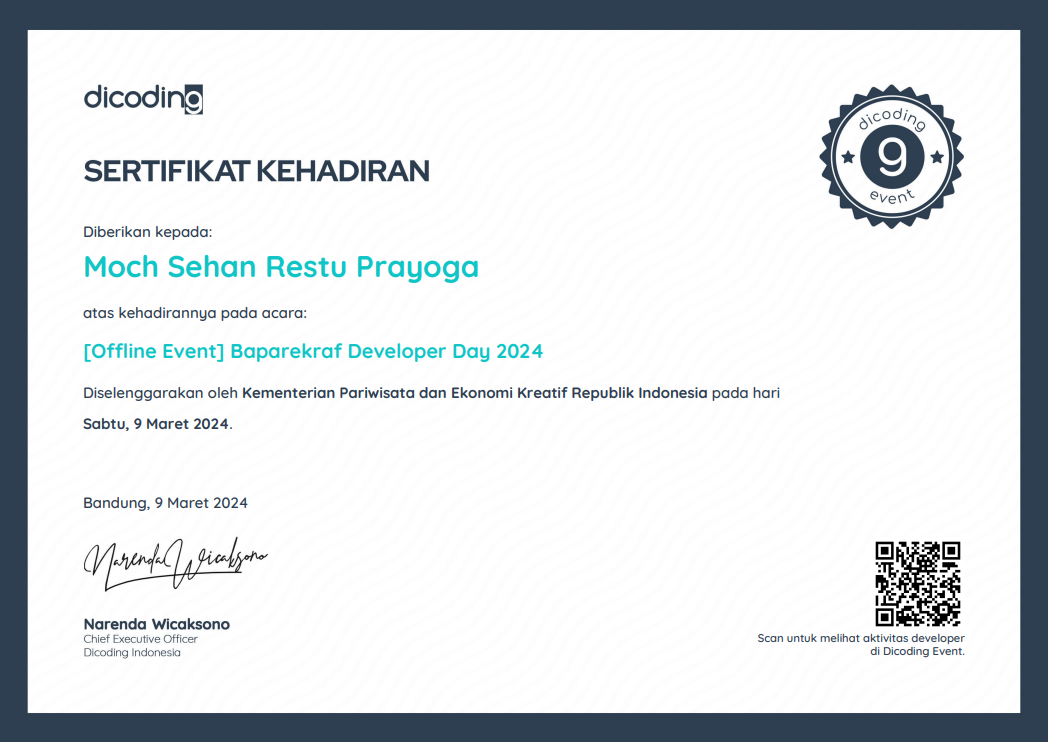 dicoding
dicoding
9
event
SERTIFIKAT KEHADIRAN
Diberikan kepada:
Moch Sehan Restu Prayoga
atas kehadirannya pada acara:
[Offline Event] Baparekraf Developer Day 2024
Diselenggarakan oleh Kementerian Pariwisata dan Ekonomi Kreatif Republik Indonesia pada hari
Sabtu, 9 Maret 2024.
Bandung, 9 Maret 2024
Narenda Wicaksono
Narenda Wicaksono
Chief Executive Officer
Dicoding Indonesia
Scan untuk melihat aktivitas developer
di Dicoding Event.